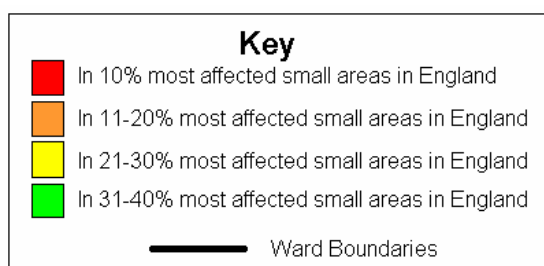 Key
In 10% most affected small areas in England
In 11-20% most affected small areas in England
In 21-30% most affected small areas in England
In 31-40% most affected small areas in England
Ward Boundaries